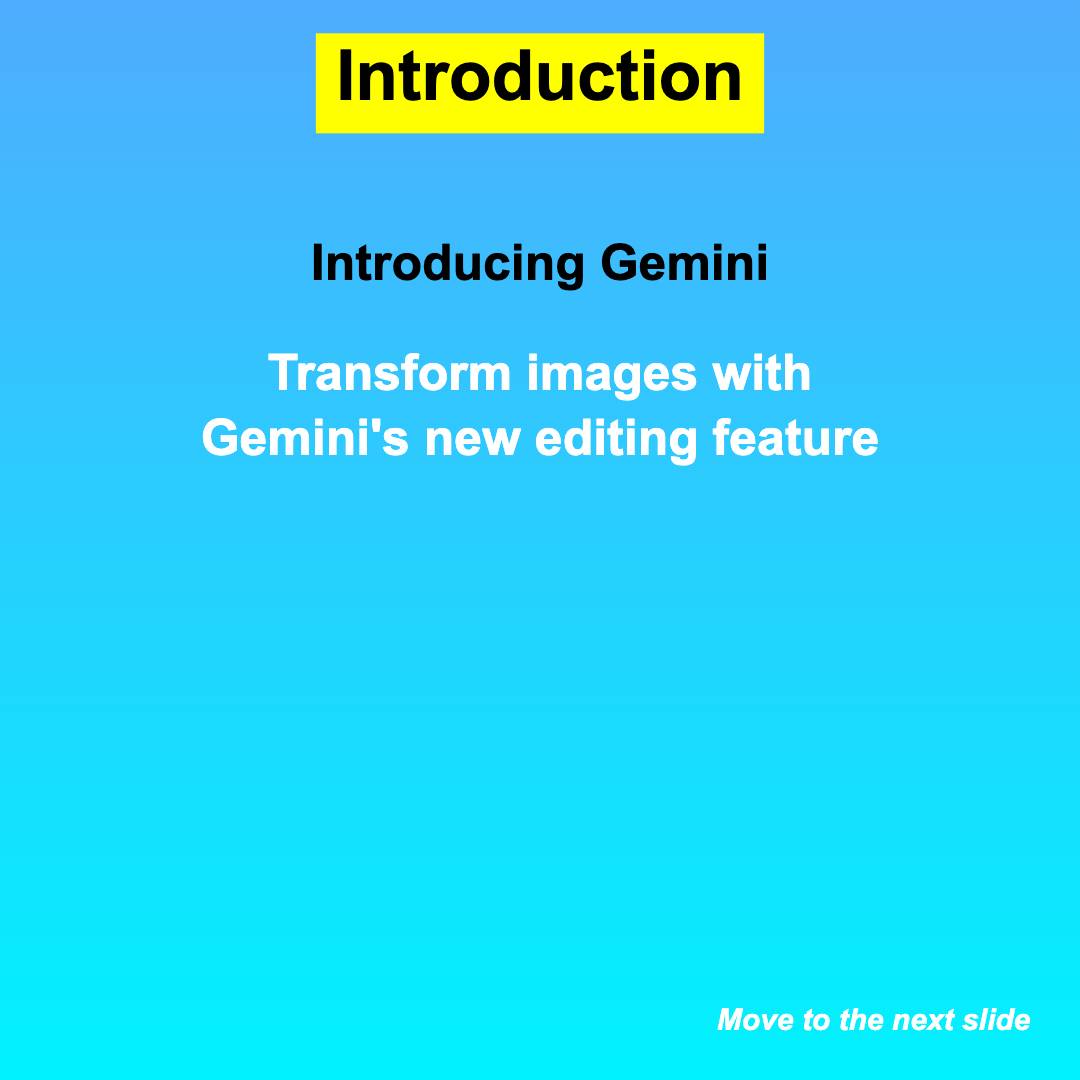 Introduction
Introducing Gemini
Transform images with
Gemini's new editing feature
Move to the next slide